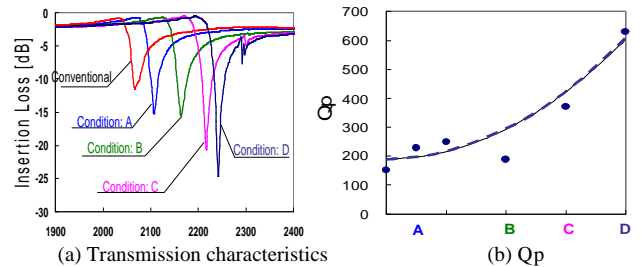 Insertion Loss [dB]
0
-5
-10
-15
-20
-25
-30
Conventional
Condition: A
Condition: B
Condition: C
Condition: D
1900 2000 2100 2200 2300 2400
(a) Transmission characteristics
Qp
700
600
500
400
300
200
100
0
A B C D
(b) Qp